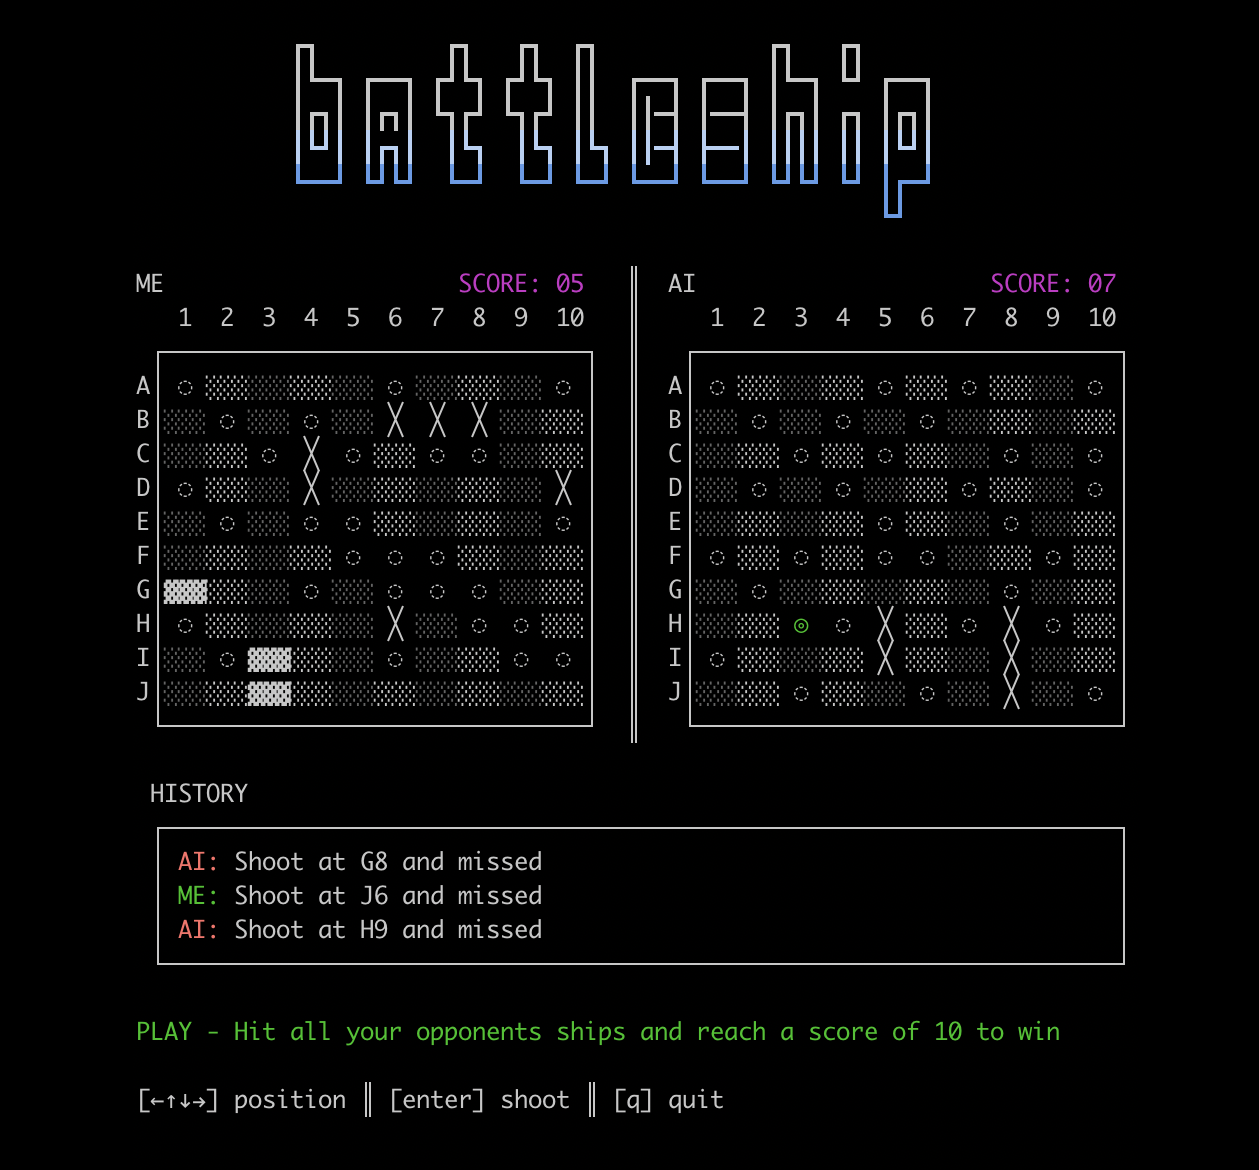 battleship
ME SCORE: 05 AI SCORE: 07
1 2 3 4 5 6 7 8 9 10 1 2 3 4 5 6 7 8 9 10
A A
B B
C C
D D
E E
F F
G G
H H
I I
J J
HISTORY
AI: Shoot at G8 and missed
ME: Shoot at J6 and missed
AI: Shoot at H9 and missed
PLAY - Hit all your opponents ships and reach a score of 10 to win
[←↑↓→] position ║ [enter] shoot ║ [q] quit